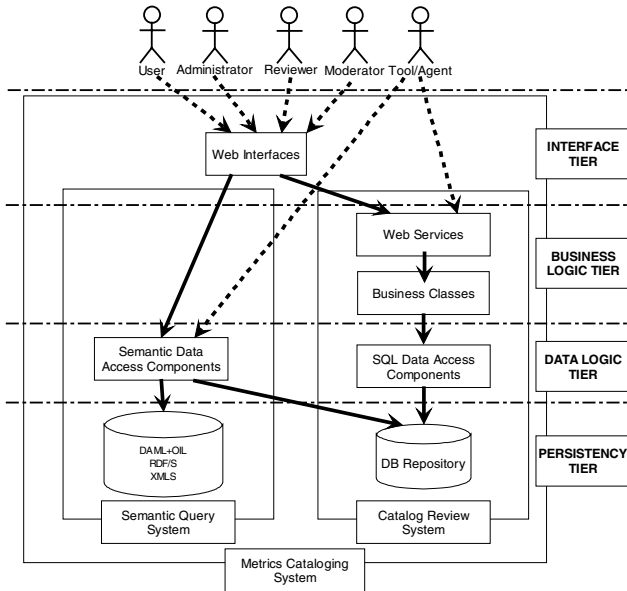 User
Administrator
Reviewer
Moderator
Tool/Agent
Web Interfaces
INTERFACE
TIER
Web Services
BUSINESS
LOGIC TIER
Business Classes
Semantic Data
Access Components
SQL Data Access
Components
DATA LOGIC
TIER
DAML+OIL
RDF/S
XMLS
DB Repository
PERSISTENCY
TIER
Semantic Query
System
Catalog Review
System
Metrics Cataloging
System